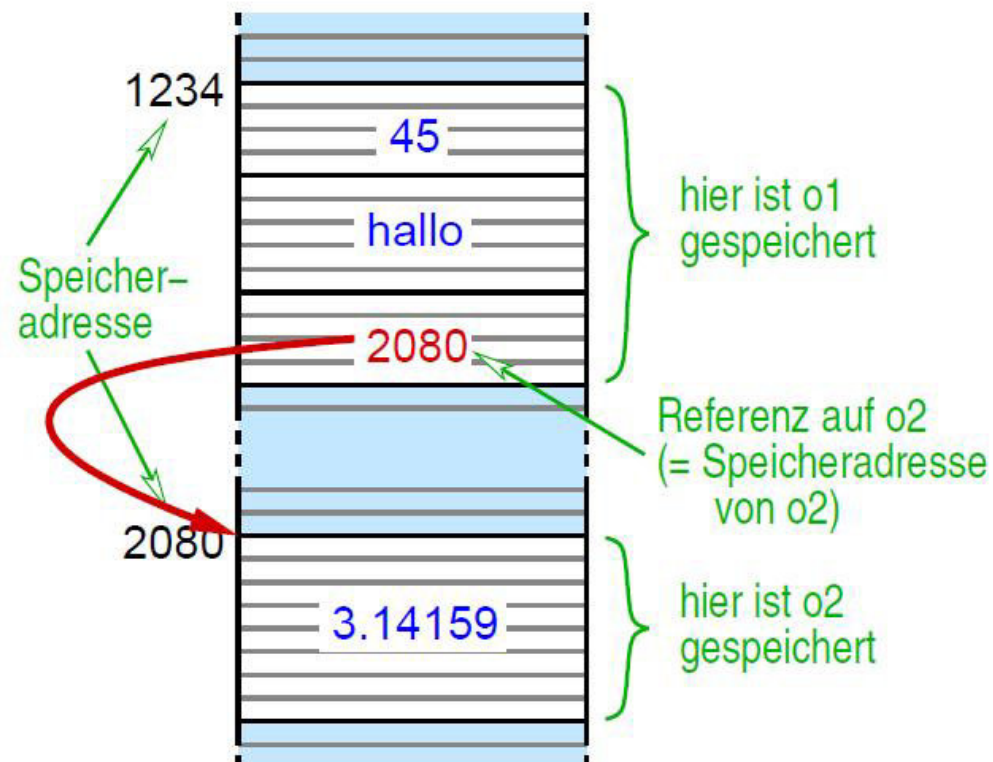 1234
45
hallo
hier ist o1
gespeichert
Speicher–
adresse
2080
Referenz auf o2
(= Speicheradresse
von o2)
2080
3.14159
hier ist o2
gespeichert